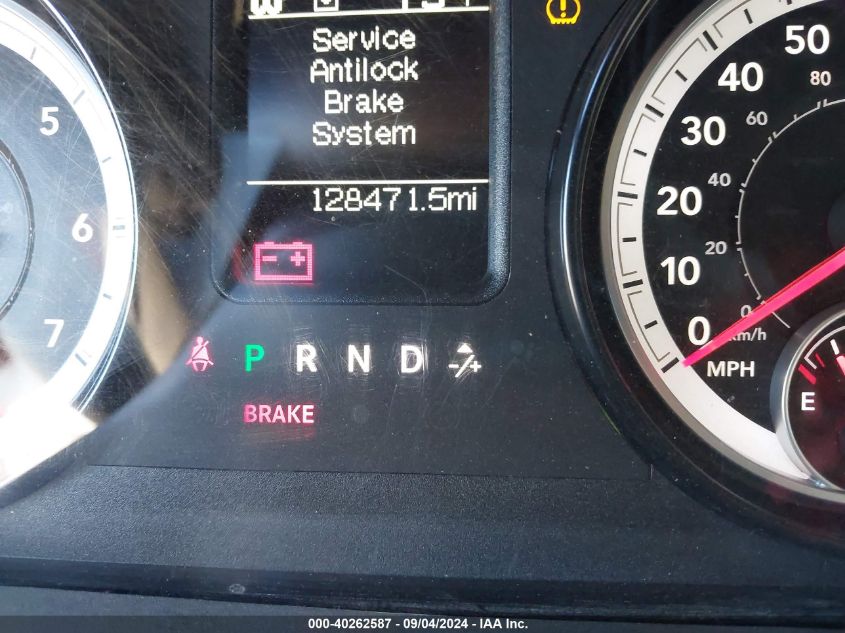 Service
Antilock
Brake
System
128471.5mi
5
6
7
P R N D -/+
BRAKE
50
40
30
20
10
0
MPH
80
60
40
20
0
km/h
E
000-40262587 - 09/04/2024 - IAA Inc.